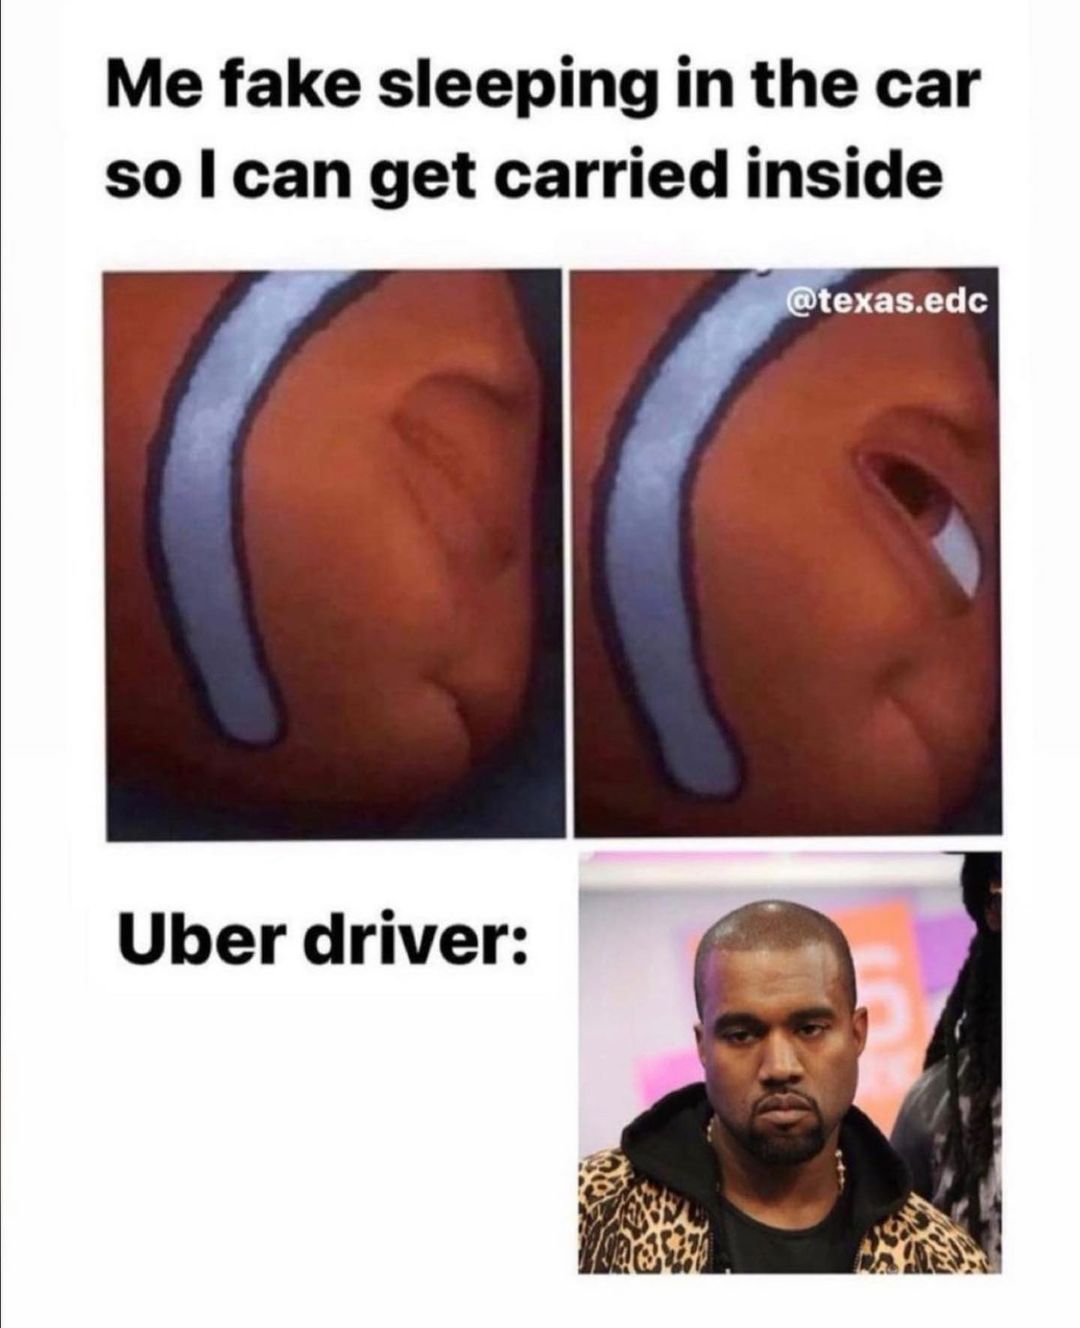 Me fake sleeping in the car
so I can get carried inside
@texas.edc
Uber driver: